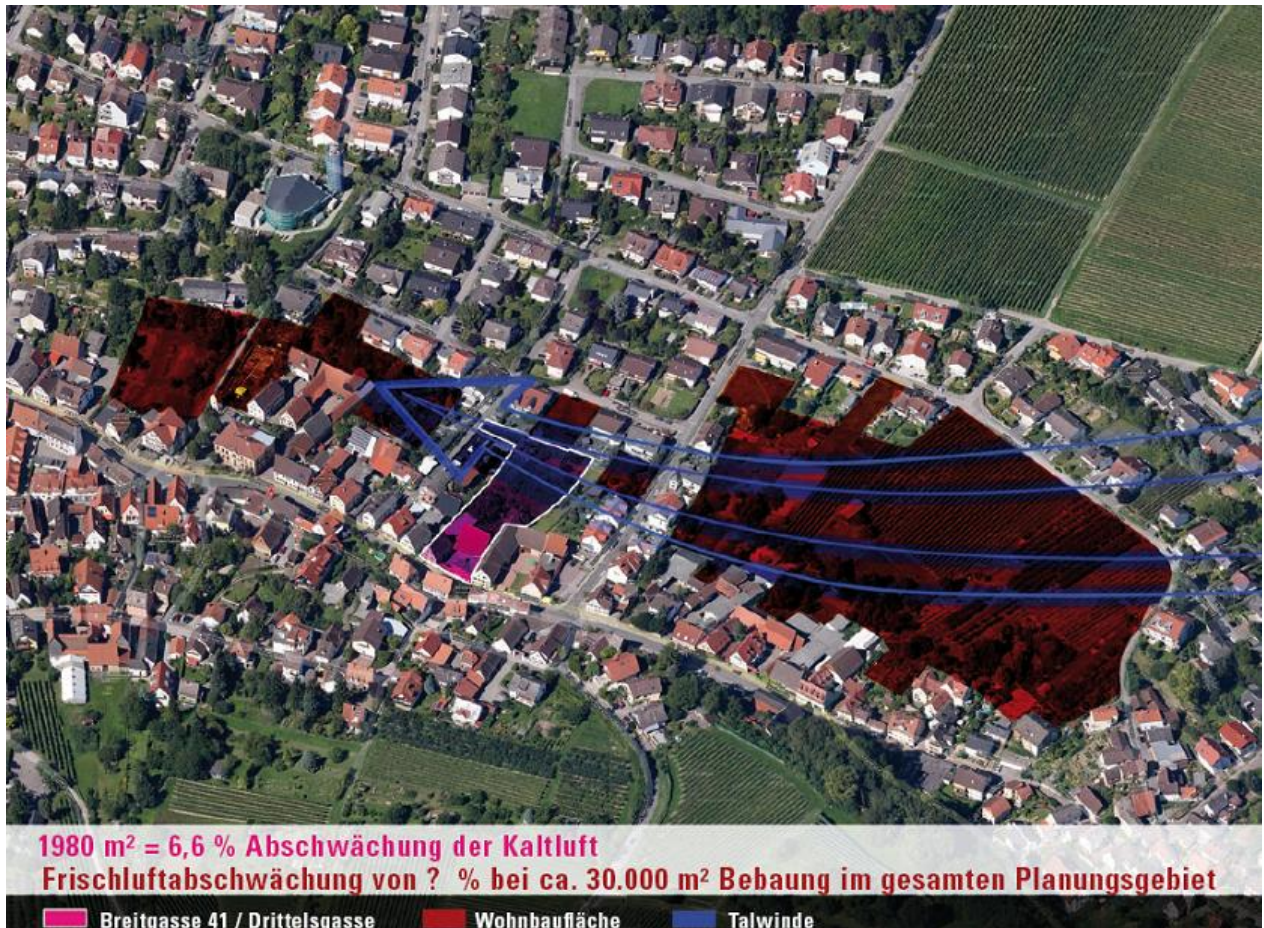 1980 m² = 6,6 % Abschwächung der Kaltluft
Frischluftabschwächung von ? % bei ca. 30.000 m² Bebaung im gesamten Planungsgebiet
Breitgasse 41 / Drittelsgasse Wohnbaufläche Talwinde